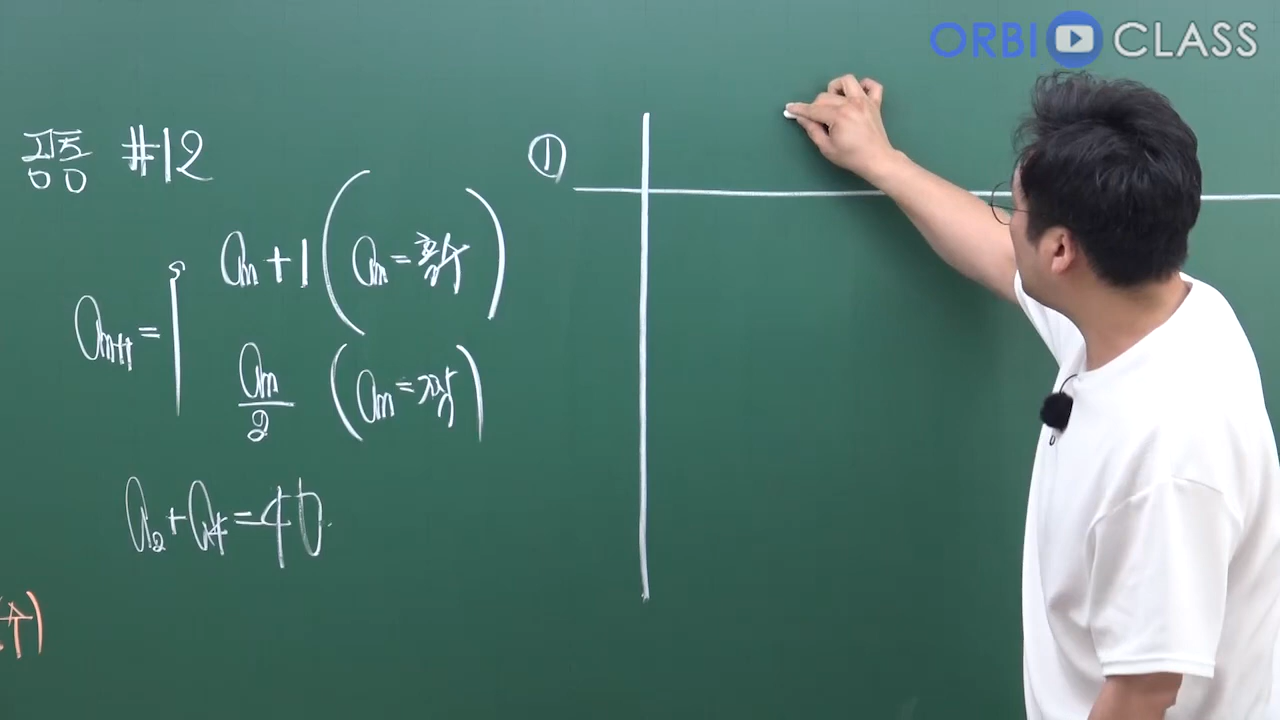 ORBI CLASS
공통 #12
①
aₙ+1 (aₙ=홀수)
aₙ₊₁=
aₙ/2 (aₙ=짝수)
a₂+a₄=40